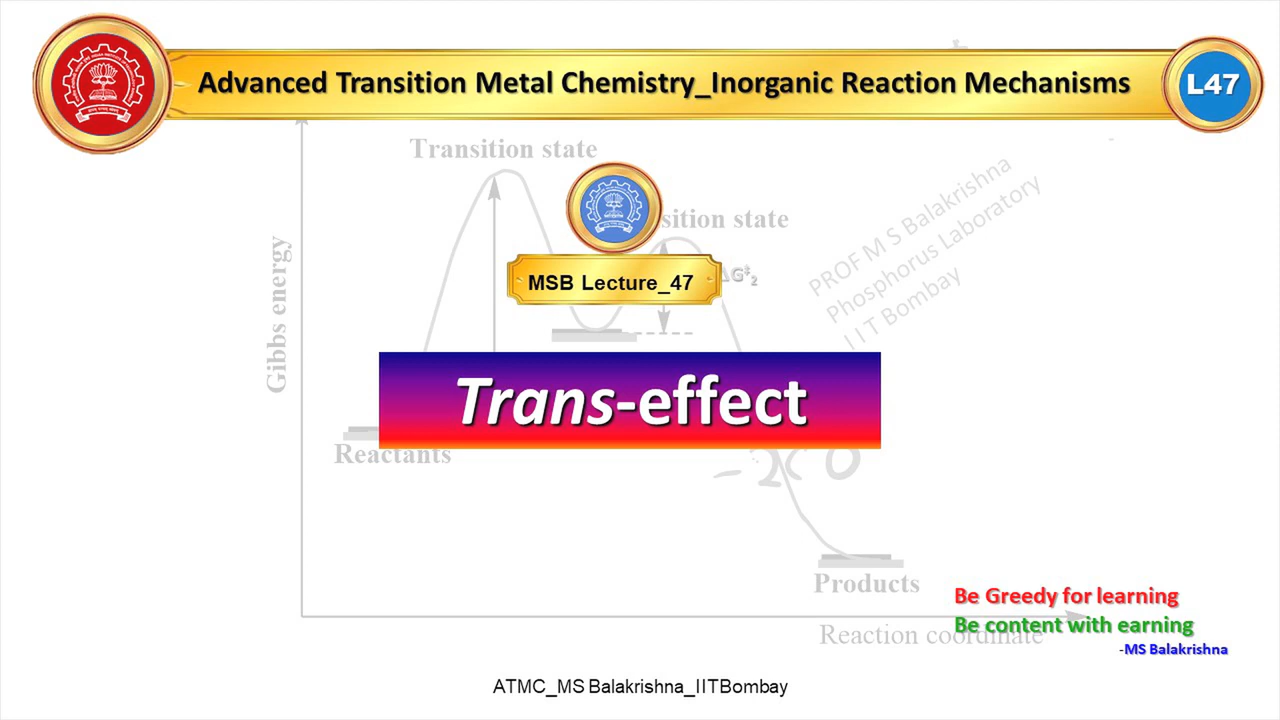 Advanced Transition Metal Chemistry_Inorganic Reaction Mechanisms
L47
Transition state
sition state
MSB Lecture_47
ΔG‡2
Gibbs energy
PROF M S Balakrishna
Phosphorus Laboratory
I I T Bombay
Trans-effect
Reactants
Products
Be Greedy for learning
Be content with earning
Reaction coordinate
-MS Balakrishna
ATMC_MS Balakrishna_IITBombay